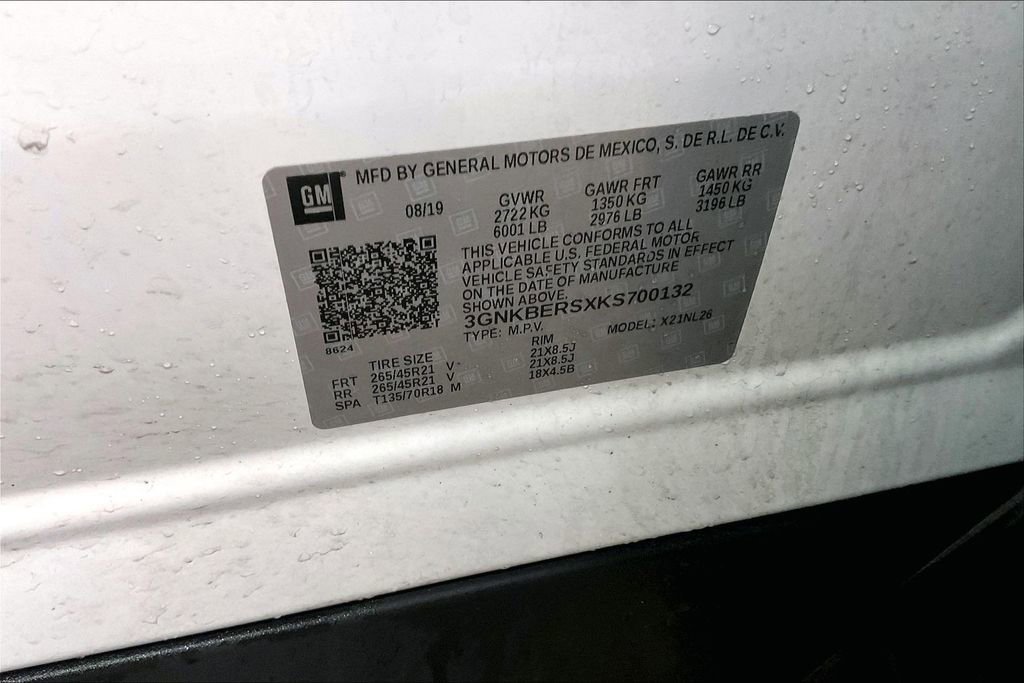 GM
MFD BY GENERAL MOTORS DE MEXICO, S. DE R.L. DE C.V.
08/19
GVWR GAWR FRT GAWR RR
2722 KG 1350 KG 1450 KG
6001 LB 2976 LB 3196 LB
THIS VEHICLE CONFORMS TO ALL
APPLICABLE U.S. FEDERAL MOTOR
VEHICLE SAFETY STANDARDS IN EFFECT
ON THE DATE OF MANUFACTURE
SHOWN ABOVE.
3GNKBERSXKS700132
TYPE: M.P.V. MODEL: X21NL26
8624
TIRE SIZE RIM
FRT 265/45R21 V 21X8.5J
RR 265/45R21 V 21X8.5J
SPA T135/70R18 M 18X4.5B